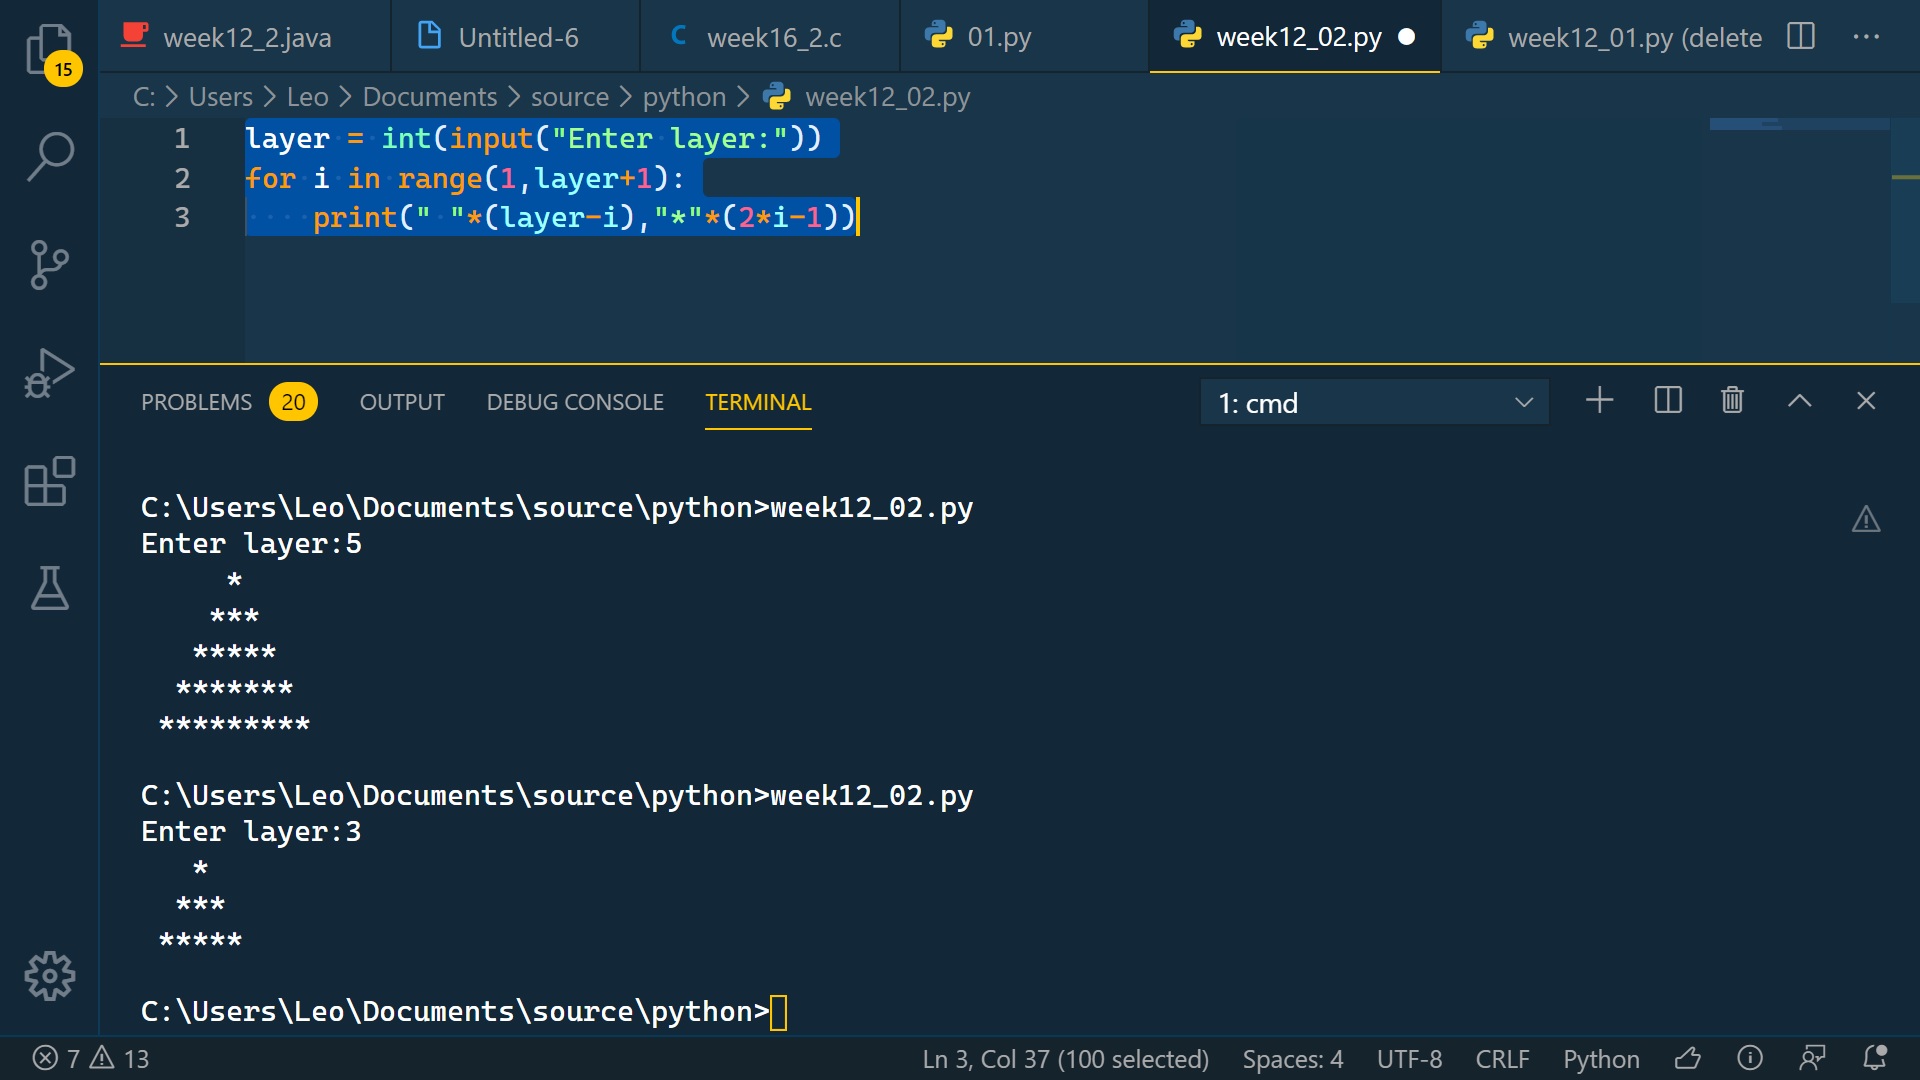 week12_2.java Untitled-6 C week16_2.c 01.py week12_02.py week12_01.py (delete ...
15
C: > Users > Leo > Documents > source > python > week12_02.py
1 layer = int(input("Enter layer:"))
2 for i in range(1,layer+1):
3     print(" "*(layer-i),"*"*(2*i-1))
PROBLEMS 20 OUTPUT DEBUG CONSOLE TERMINAL 1: cmd
C:\Users\Leo\Documents\source\python>week12_02.py
Enter layer:5
     *
    ***
   *****
  *******
 *********
C:\Users\Leo\Documents\source\python>week12_02.py
Enter layer:3
   *
  ***
 *****
C:\Users\Leo\Documents\source\python>
7 13 Ln 3, Col 37 (100 selected) Spaces: 4 UTF-8 CRLF Python